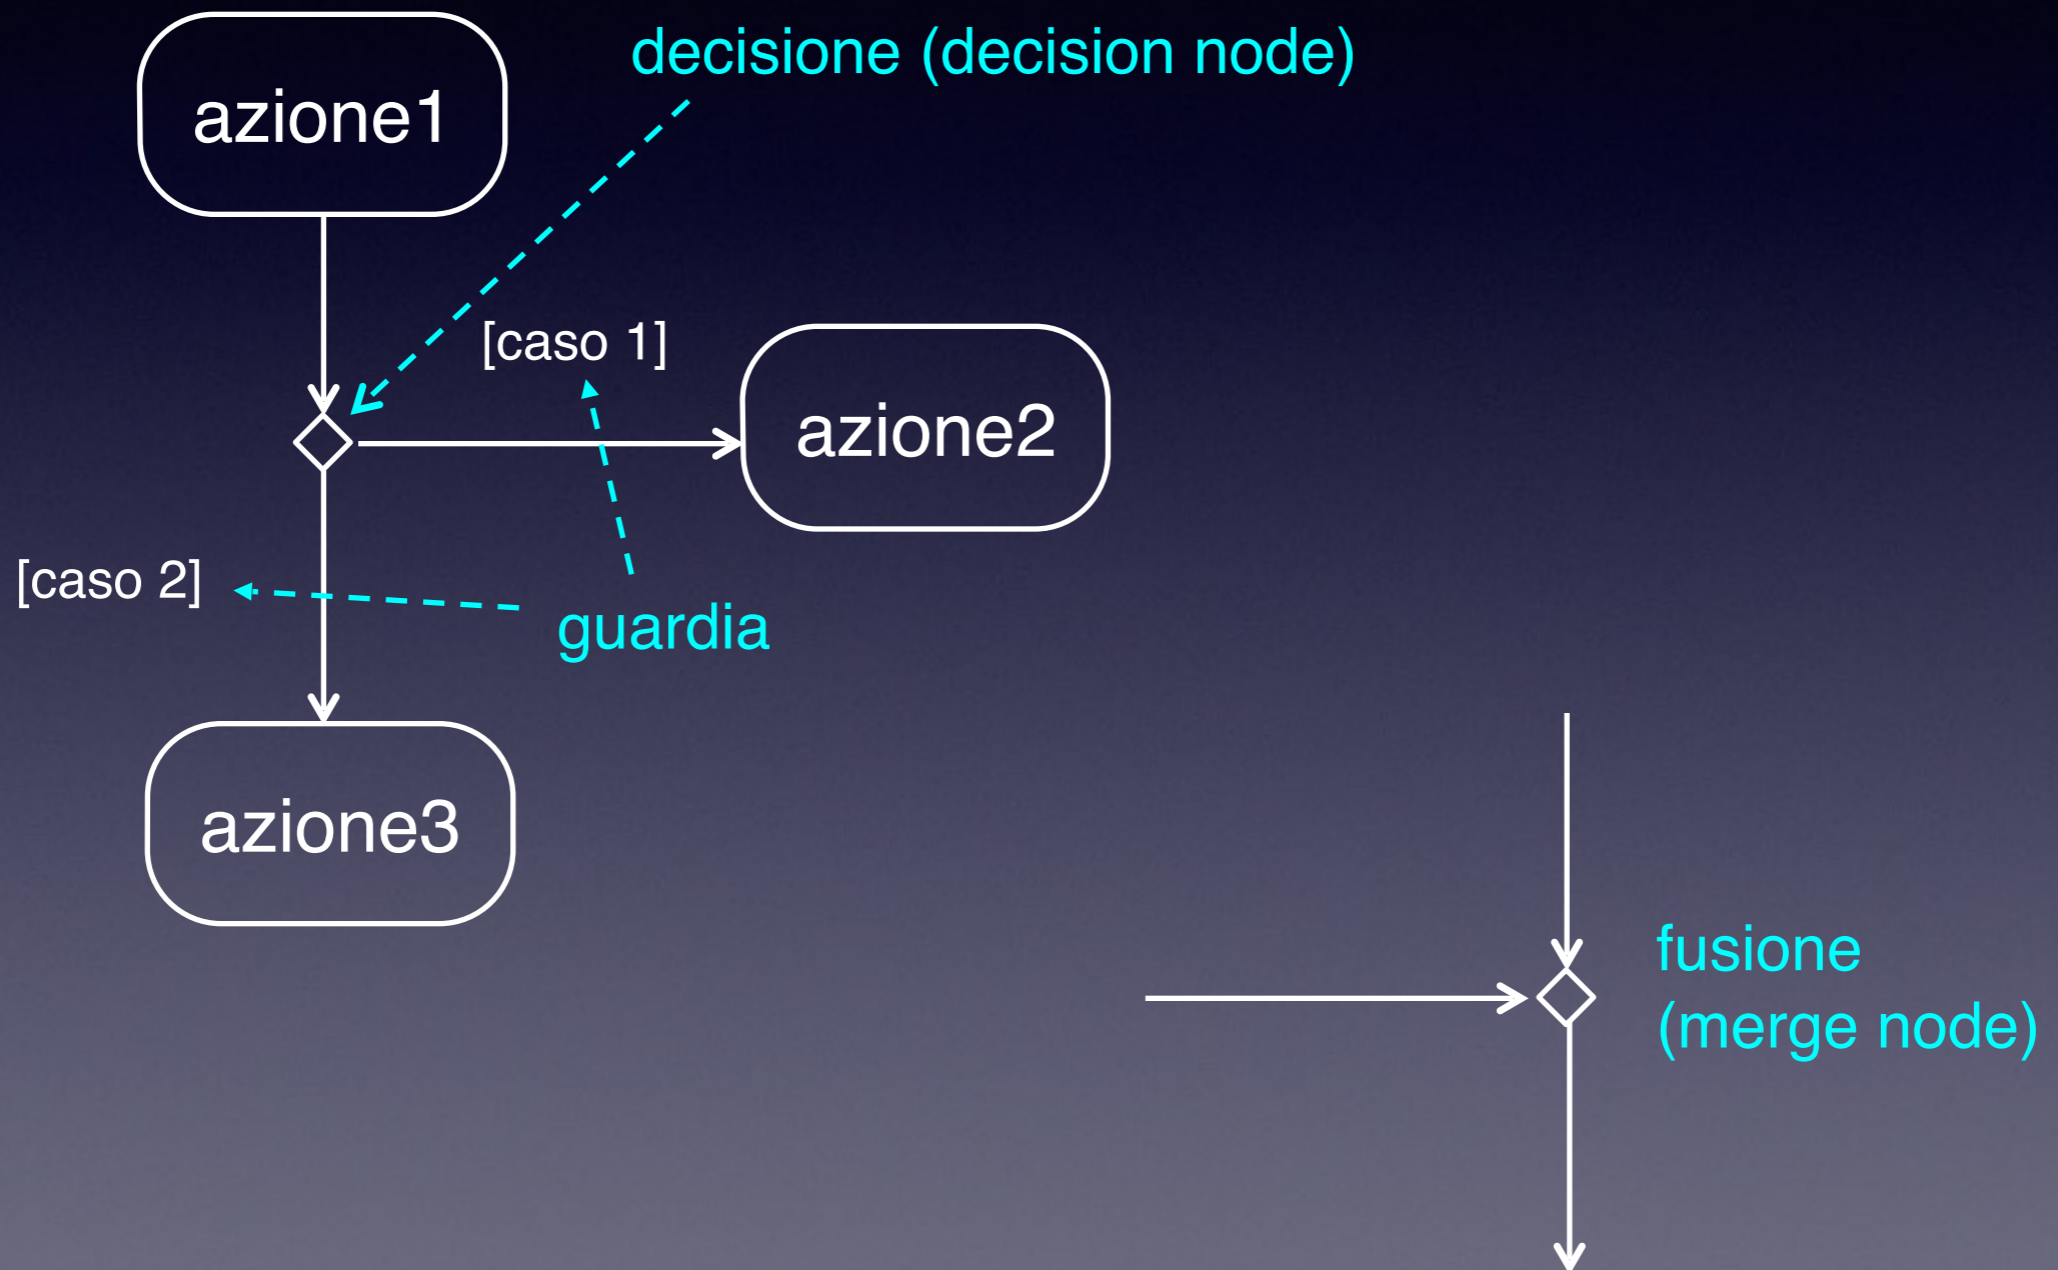 decisione (decision node)
azione1
[caso 1]
azione2
[caso 2]
guardia
azione3
fusione
(merge node)